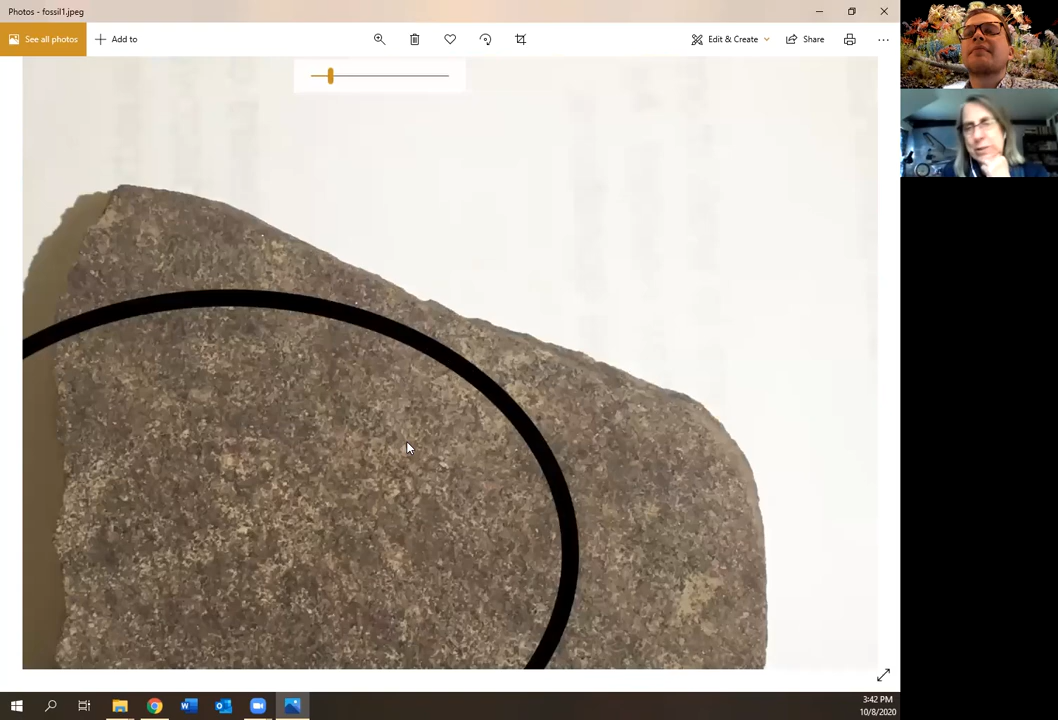 Photos - fossil1.jpeg
See all photos
Add to
Edit & Create
Share
3:42 PM
10/8/2020